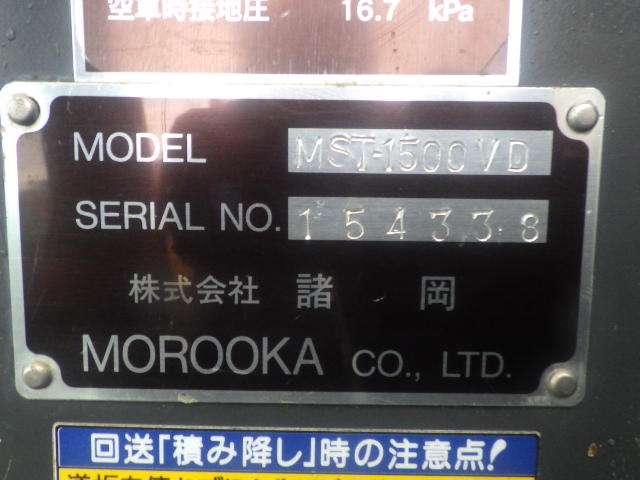 空車時接地圧 16.7 kPa
MODEL MST-1500VD
SERIAL NO. 154338
株式会社 諸 岡
MOROOKA CO., LTD.
回送「積み降し」時の注意点!